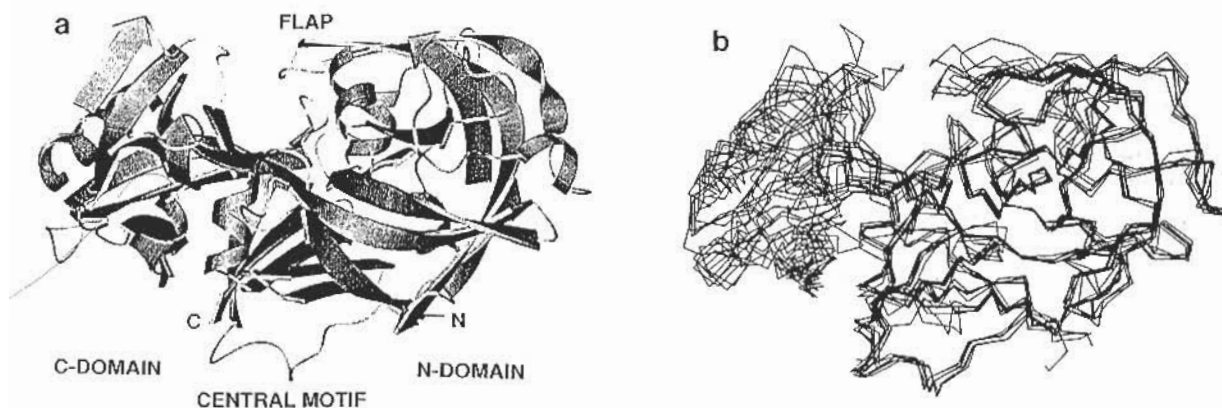 a
FLAP
b
C
N
C-DOMAIN
N-DOMAIN
CENTRAL MOTIF